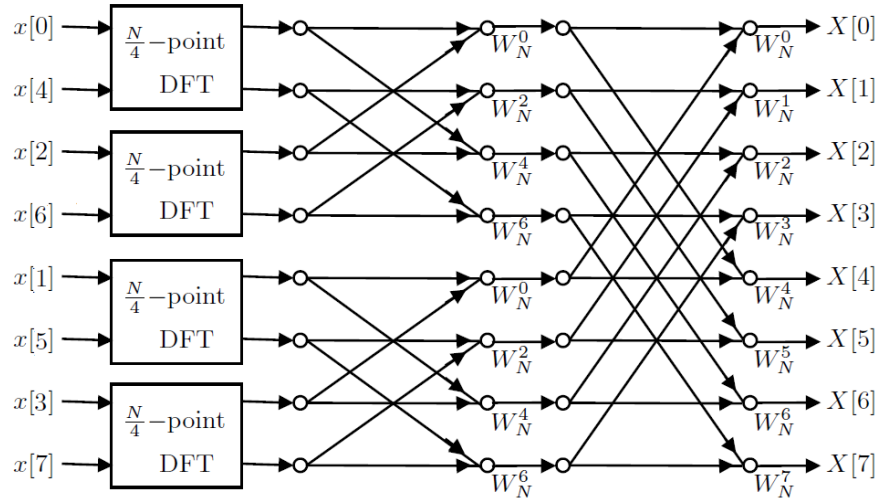 x[0] N/4−point W_N^0 W_N^0 X[0]
x[4] DFT W_N^2 W_N^1 X[1]
x[2] N/4−point W_N^4 W_N^2 X[2]
x[6] DFT W_N^6 W_N^3 X[3]
x[1] N/4−point W_N^0 W_N^4 X[4]
x[5] DFT W_N^2 W_N^5 X[5]
x[3] N/4−point W_N^4 W_N^6 X[6]
x[7] DFT W_N^6 W_N^7 X[7]